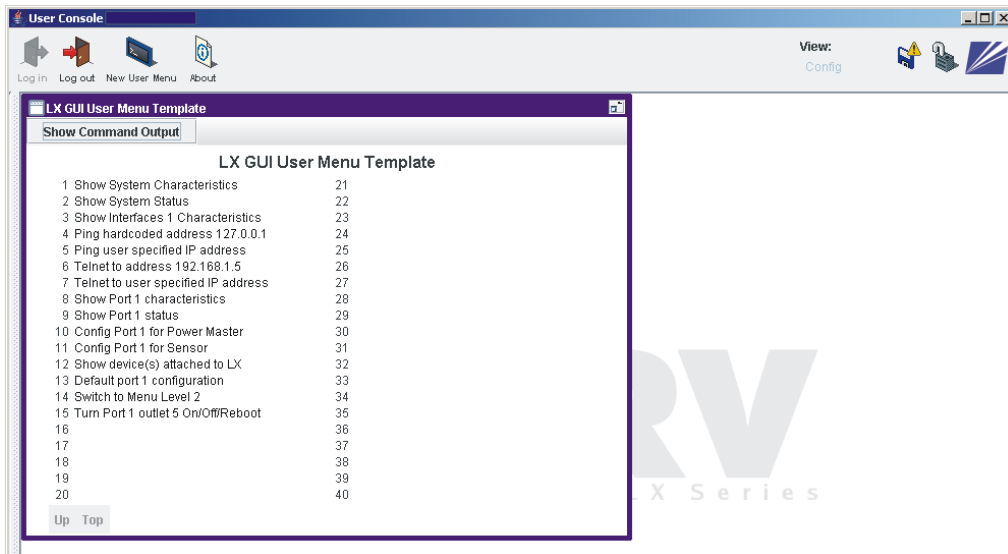 User Console
Log in Log out New User Menu About
View:
Config
LX GUI User Menu Template
Show Command Output
LX GUI User Menu Template
1 Show System Characteristics 21
2 Show System Status 22
3 Show Interfaces 1 Characteristics 23
4 Ping hardcoded address 127.0.0.1 24
5 Ping user specified IP address 25
6 Telnet to address 192.168.1.5 26
7 Telnet to user specified IP address 27
8 Show Port 1 characteristics 28
9 Show Port 1 status 29
10 Config Port 1 for Power Master 30
11 Config Port 1 for Sensor 31
12 Show device(s) attached to LX 32
13 Default port 1 configuration 33
14 Switch to Menu Level 2 34
15 Turn Port 1 outlet 5 On/Off/Reboot 35
16 36
17 37
18 38
19 39
20 40
Up Top
RV
LX Series